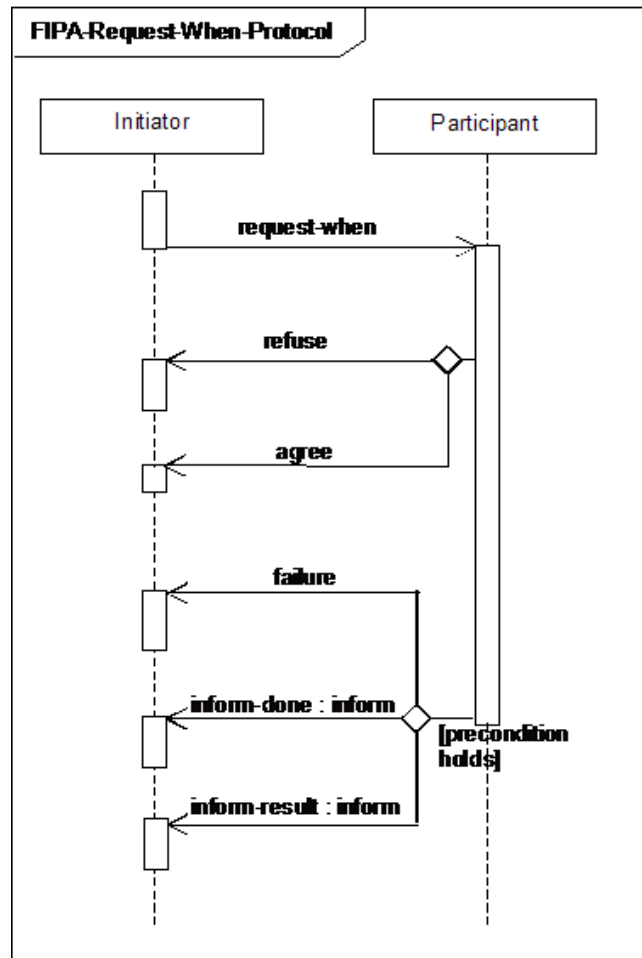 FIPA-Request-When-Protocol
Initiator
Participant
request-when
refuse
agree
failure
inform-done : inform
[precondition
holds]
inform-result : inform